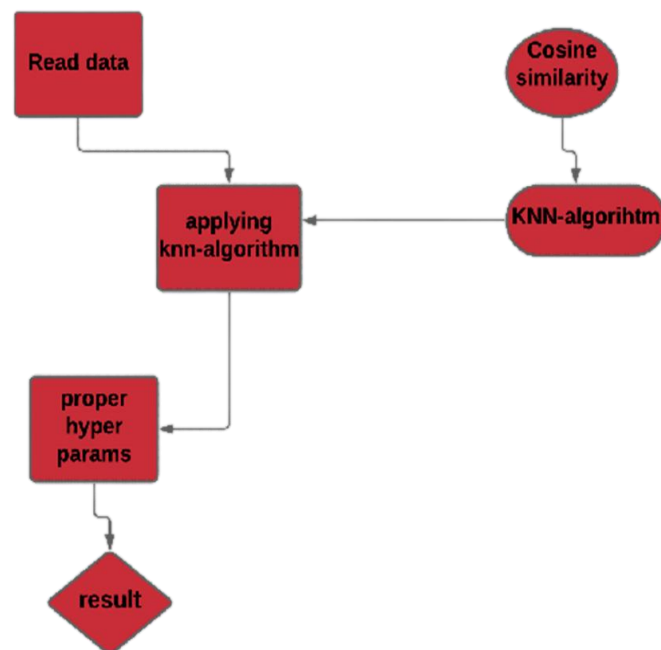 Read data
Cosine
similarity
applying
knn-algorithm
KNN-algorihtm
proper
hyper
params
result